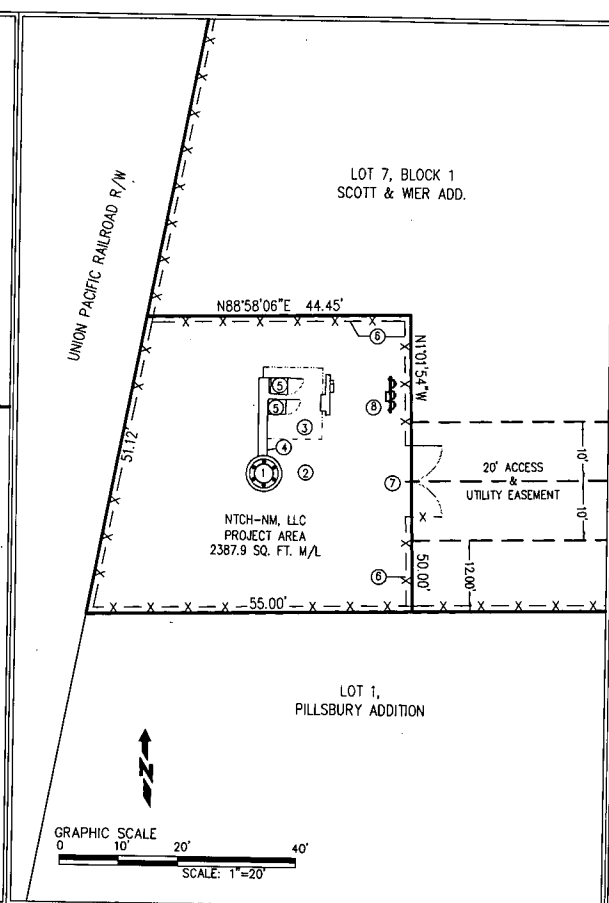 LOT 7, BLOCK 1
SCOTT & WIER ADD.
UNION PACIFIC RAILROAD R/W
N88°58'06"E 44.45'
6
N1°01'54"W
5
8
5
3
10'
4
51.12'
1
2
7
20' ACCESS
&
UTILITY EASEMENT
NTCH-NM, LLC
PROJECT AREA
2387.9 SQ. FT. M/L
10'
6
50.00'
12.00'
55.00'
LOT 1,
PILLSBURY ADDITION
N
GRAPHIC SCALE
0 10' 20' 40'
SCALE: 1"=20'